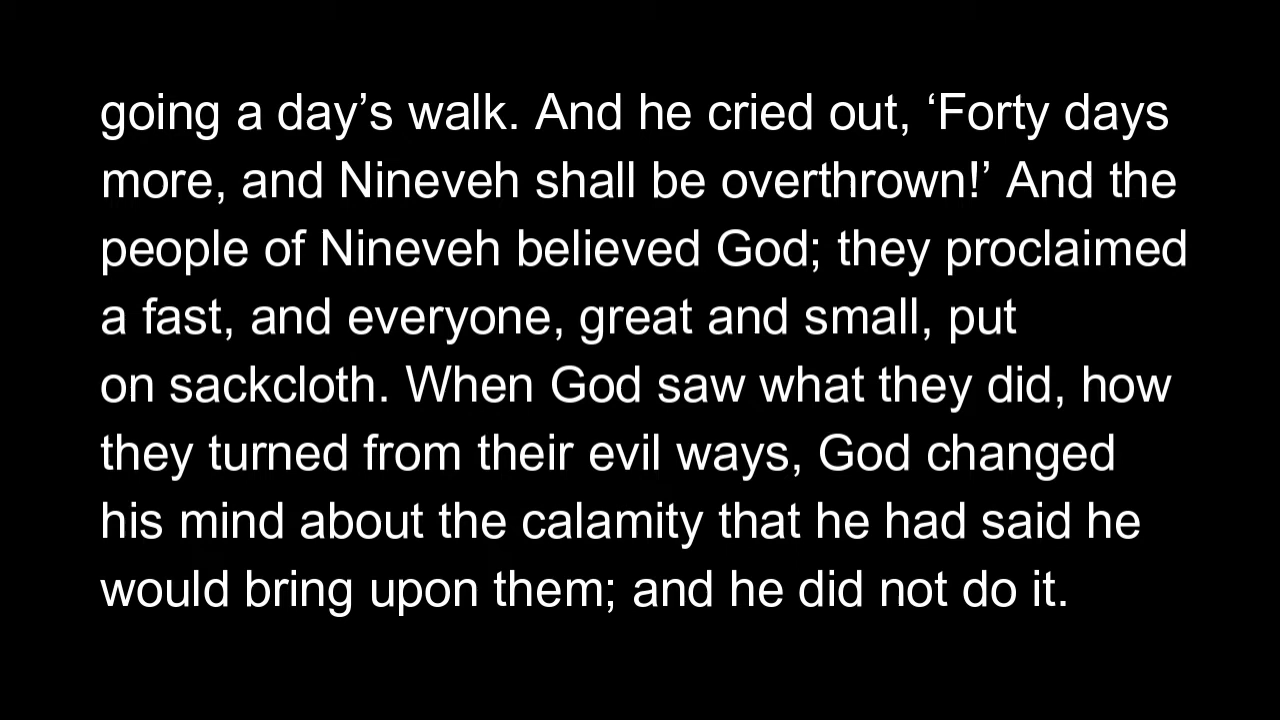 going a day’s walk. And he cried out, ‘Forty days
more, and Nineveh shall be overthrown!’ And the
people of Nineveh believed God; they proclaimed
a fast, and everyone, great and small, put
on sackcloth. When God saw what they did, how
they turned from their evil ways, God changed
his mind about the calamity that he had said he
would bring upon them; and he did not do it.